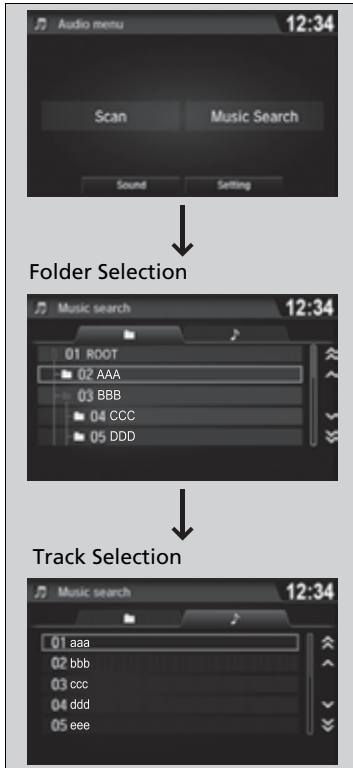 Audio menu 12:34
Scan Music Search
Sound Setting
Folder Selection
Music search 12:34
01 ROOT
02 AAA
03 BBB
04 CCC
05 DDD
Track Selection
Music search 12:34
01 aaa
02 bbb
03 ccc
04 ddd
05 eee